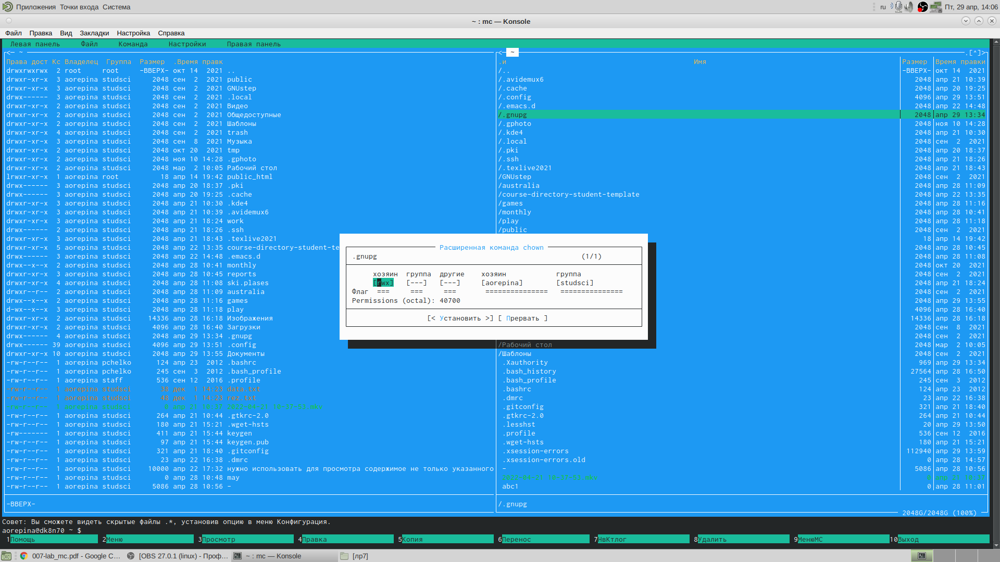 Приложения Точки входа Система
ru Пт, 29 апр, 14:06
~ : mc — Konsole
Файл Правка Вид Закладки Настройка Справка
Левая панель Файл Команда Настройки Правая панель
<─ ~
Права дост Кс Владелец Группа Размер .Время правк
drwxrwxrwx 2 root root -ВВЕРХ- окт 14 2021 ..
drwxr-xr-x 3 aorepina studsci 2048 сен 2 2021 public
drwxr-xr-x 3 aorepina studsci 2048 сен 2 2021 GNUstep
drwx------ 3 aorepina studsci 2048 сен 2 2021 .local
drwxr-xr-x 2 aorepina studsci 2048 сен 2 2021 Видео
drwxr-xr-x 2 aorepina studsci 2048 сен 2 2021 Общедоступные
drwxr-xr-x 2 aorepina studsci 2048 сен 2 2021 Шаблоны
drwxr-xr-x 4 aorepina studsci 2048 сен 2 2021 trash
drwxr-xr-x 3 aorepina studsci 2048 сен 8 2021 Музыка
drwxr-xr-x 2 aorepina studsci 2048 окт 20 2021 tmp
drwxr-xr-x 2 aorepina studsci 2048 ноя 10 14:28 .gphoto
drwxr-xr-x 2 aorepina studsci 2048 мар 2 10:05 Рабочий стол
lrwxr-xr-x 1 aorepina root 18 апр 14 19:42 public_html
drwx------ 3 aorepina studsci 2048 апр 20 18:37 .pki
drwx------ 3 aorepina studsci 2048 апр 20 19:25 .cache
drwxr-xr-x 3 aorepina studsci 2048 апр 21 10:30 .kde4
drwxr-xr-x 3 aorepina studsci 2048 апр 21 10:39 .avidemux6
drwxr-xr-x 3 aorepina studsci 2048 апр 21 18:24 work
drwx------ 2 aorepina studsci 2048 апр 21 18:26 .ssh
drwxr-xr-x 3 aorepina studsci 2048 апр 21 18:43 .texlive2021
drwxr-xr-x 5 aorepina studsci 2048 апр 22 13:35 course-directory-student-te
drwx------ 3 aorepina studsci 2048 апр 22 14:48 .emacs.d
drwxr-xr-x 2 aorepina studsci 2048 апр 28 10:41 monthly
drwxr-xr-x 3 aorepina studsci 2048 апр 28 10:45 reports
drwxr-xr-x 4 aorepina studsci 2048 апр 28 11:08 ski.plases
drwxr--r-- 2 aorepina studsci 2048 апр 28 11:09 australia
drwx--x--x 2 aorepina studsci 2048 апр 28 11:16 games
d-wx--x--x 3 aorepina studsci 2048 апр 28 11:18 play
drwxr-xr-x 2 aorepina studsci 14336 апр 28 16:18 Изображения
drwxr-xr-x 2 aorepina studsci 4096 апр 28 16:40 Загрузки
drwx------ 4 aorepina studsci 2048 апр 29 13:34 .gnupg
drwx------ 39 aorepina studsci 4096 апр 29 13:51 .config
drwxr-xr-x 10 aorepina studsci 2048 апр 29 13:55 Документы
-rw-r--r-- 1 aorepina pchelko 124 апр 23 2012 .bashrc
-rw-r--r-- 1 aorepina pchelko 245 сен 3 2012 .bash_profile
-rw-r--r-- 1 aorepina staff 536 сен 12 2016 .profile
-rw-r--r-- 1 aorepina studsci 38 дек 1 14:23 data.txt
-rw-r--r-- 1 aorepina studsci 48 дек 1 14:23 rez.txt
-rw-r--r-- 1 aorepina studsci 264 апр 21 10:44 .gtkrc-2.0
-rw-r--r-- 1 aorepina studsci 180 апр 21 15:21 .wget-hsts
-rw------- 1 aorepina studsci 411 апр 21 15:44 keygen
-rw-r--r-- 1 aorepina studsci 97 апр 21 15:44 keygen.pub
-rw-r--r-- 1 aorepina studsci 321 апр 21 18:40 .gitconfig
-rw-r--r-- 1 aorepina studsci 23 апр 22 16:38 .dmrc
-rw-r--r-- 1 aorepina studsci 10000 апр 22 17:32 нужно использовать для просмотра содержимое не только указанного
-rw-r--r-- 1 aorepina studsci 0 апр 28 10:48 may
-rw-r--r-- 1 aorepina studsci 5086 апр 28 10:56 -
-ВВЕРХ-
<─ ~ .[^]>
.и Имя Размер Время правки
/.. -ВВЕРХ- окт 14 2021
/.avidemux6 2048 апр 21 10:39
/.cache 2048 апр 20 19:25
/.config 4096 апр 29 13:51
/.emacs.d 2048 апр 22 14:48
/.gnupg 2048 апр 29 13:34
/.gphoto 2048 ноя 10 14:28
/.kde4 2048 апр 21 10:30
/.local 2048 сен 2 2021
/.pki 2048 апр 20 18:37
/.ssh 2048 апр 21 18:26
/.texlive2021 2048 апр 21 18:43
/GNUstep 2048 сен 2 2021
/australia 2048 апр 28 11:09
/course-directory-student-template 2048 апр 22 13:35
/games 2048 апр 28 11:16
/monthly 2048 апр 28 10:41
/play 2048 апр 28 11:18
/public 2048 сен 2 2021
18 апр 14 19:42
2048 апр 28 10:45
2048 апр 28 11:08
2048 окт 20 2021
2048 сен 2 2021
2048 апр 21 18:24
2048 сен 2 2021
2048 апр 29 13:55
4096 апр 28 16:40
14336 апр 28 16:18
2048 сен 8 2021
2048 сен 2 2021
/Рабочий стол 2048 мар 2 10:05
/Шаблоны 2048 сен 2 2021
.Xauthority 969 апр 29 13:34
.bash_history 27564 апр 28 16:50
.bash_profile 245 сен 3 2012
.bashrc 124 апр 23 2012
.dmrc 23 апр 22 16:38
.gitconfig 321 апр 21 18:40
.gtkrc-2.0 264 апр 21 10:44
.lesshst 20 апр 29 13:50
.profile 536 сен 12 2016
.wget-hsts 180 апр 21 15:21
.xsession-errors 112940 апр 29 13:59
.xsession-errors.old 0 апр 28 14:57
- 5086 апр 28 10:56
abc1 0 апр 28 11:01
/.gnupg
2048G/2048G (100%)
Расширенная команда chown
.gnupg (1/1)
хозяин группа другие хозяин группа
[rwx] [---] [---] [aorepina] [studsci]
Флаг === === === =============== ===============
Permissions (octal): 40700
[< Установить >] [ Прервать ]
Совет: Вы сможете видеть скрытые файлы .*, установив опцию в меню Конфигурация.
aorepina@dk8n70 ~ $
1Помощь 2Меню 3Просмотр 4Правка 5Копия 6Перенос 7НвКтлог 8Удалить 9МенюМС 10Выход
007-lab_mc.pdf - Google C... [OBS 27.0.1 (linux) - Проф... ~ : mc — Konsole [лр7]